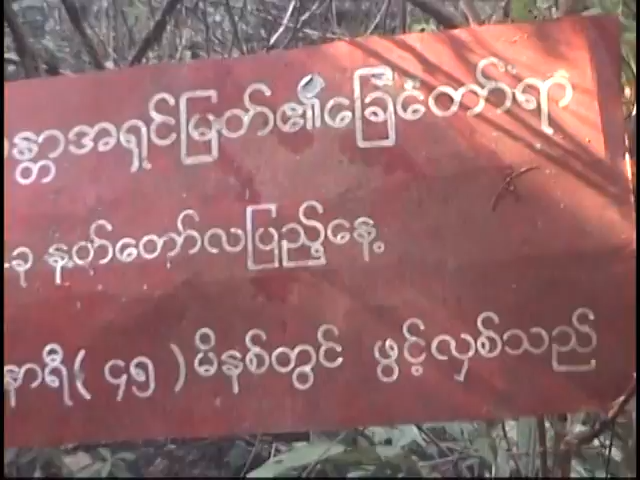 န္တာအရှင်မြတ်၏ခြေငံတော်ရာ
ခု နှုတ်တော်လပြည့်နေ့
နာရီ ( ၄၅ ) မိနစ်တွင် ဖွင့်လှစ်သည်